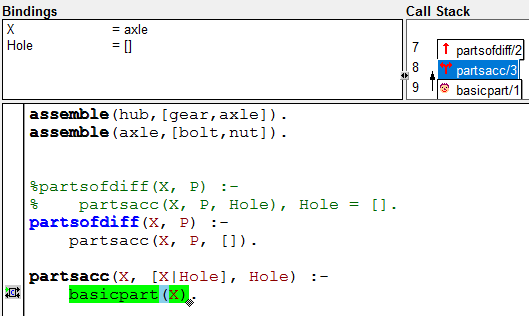 Bindings
X = axle
Hole = []
Call Stack
7 partsofdiff/2
8 partsacc/3
9 basicpart/1
assemble(hub,[gear,axle]).
assemble(axle,[bolt,nut]).
%partsofdiff(X, P) :-
%    partsacc(X, P, Hole), Hole = [].
partsofdiff(X, P) :-
    partsacc(X, P, []).
partsacc(X, [X|Hole], Hole) :-
    basicpart(X).